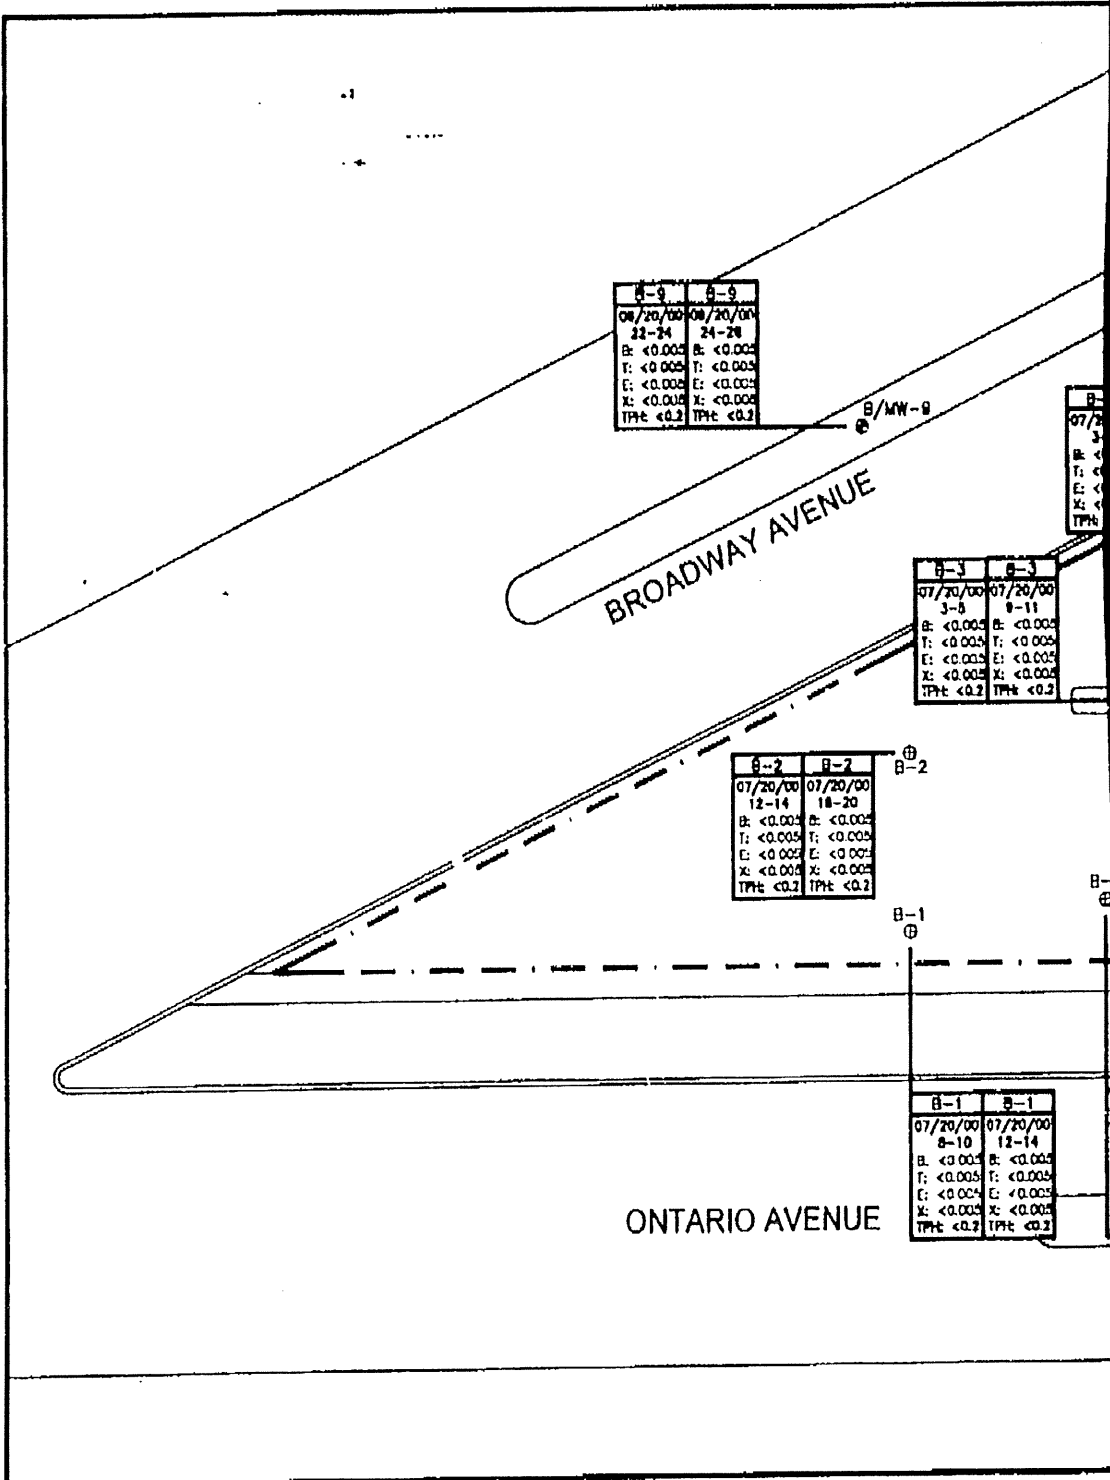 B-9 B-9
08/20/00 08/20/00
22-24 24-28
B: <0.005 B: <0.005
T: <0.005 T: <0.005
E: <0.005 E: <0.005
X: <0.005 X: <0.005
TPH: <0.2 TPH: <0.2
B/MW-9
B-
07/2
3-
B: <
T: <
E: <
X: <
TPH:
BROADWAY AVENUE
B-3 B-3
07/20/00 07/20/00
3-5 9-11
B: <0.005 B: <0.005
T: <0.005 T: <0.005
E: <0.005 E: <0.005
X: <0.005 X: <0.005
TPH: <0.2 TPH: <0.2
B-2
B-2 B-2
07/20/00 07/20/00
12-14 18-20
B: <0.005 B: <0.005
T: <0.005 T: <0.005
E: <0.005 E: <0.005
X: <0.005 X: <0.005
TPH: <0.2 TPH: <0.2
B-
B-1
B-1 B-1
07/20/00 07/20/00
8-10 12-14
B: <0.005 B: <0.005
T: <0.005 T: <0.005
E: <0.005 E: <0.005
X: <0.005 X: <0.005
TPH: <0.2 TPH: <0.2
ONTARIO AVENUE